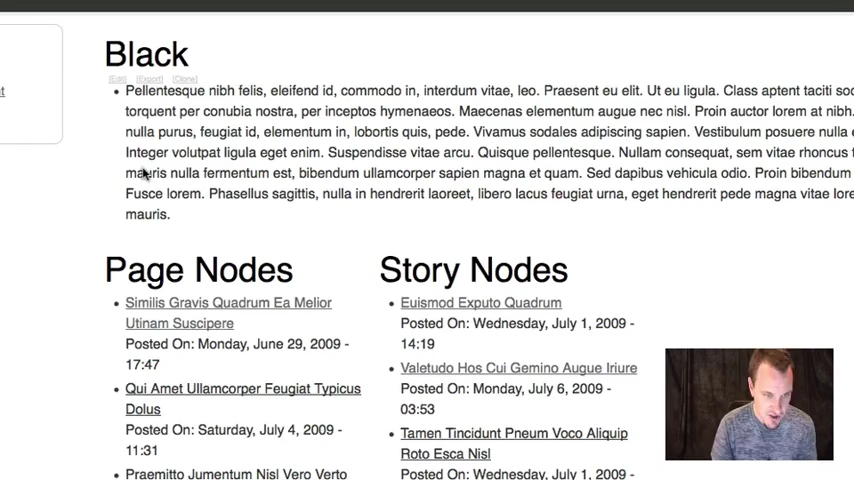 Black
[Edit] [Export] [Clone]
Pellentesque nibh felis, eleifend id, commodo in, interdum vitae, leo. Praesent eu elit. Ut eu ligula. Class aptent taciti
torquent per conubia nostra, per inceptos hymenaeos. Maecenas elementum augue nec nisl. Proin auctor lorem at nibh.
nulla purus, feugiat id, elementum in, lobortis quis, pede. Vivamus sodales adipiscing sapien. Vestibulum posuere nulla
Integer volutpat ligula eget enim. Suspendisse vitae arcu. Quisque pellentesque. Nullam consequat, sem vitae rhoncus
mauris nulla fermentum est, bibendum ullamcorper sapien magna et quam. Sed dapibus vehicula odio. Proin bibendum
Fusce lorem. Phasellus sagittis, nulla in hendrerit laoreet, libero lacus feugiat urna, eget hendrerit pede magna vitae
mauris.
Page Nodes
Similis Gravis Quadrum Ea Melior
Utinam Suscipere
Posted On: Monday, June 29, 2009 -
17:47
Qui Amet Ullamcorper Feugiat Typicus
Dolus
Posted On: Saturday, July 4, 2009 -
11:31
Praemitto Jumentum Nisl Vero Verto
Story Nodes
Euismod Exputo Quadrum
Posted On: Wednesday, July 1, 2009 -
14:19
Valetudo Hos Cui Gemino Augue Iriure
Posted On: Monday, July 6, 2009 -
03:53
Tamen Tincidunt Pneum Voco Aliquip
Roto Esca Nisl
Posted On: Wednesday, July 1, 2009 -